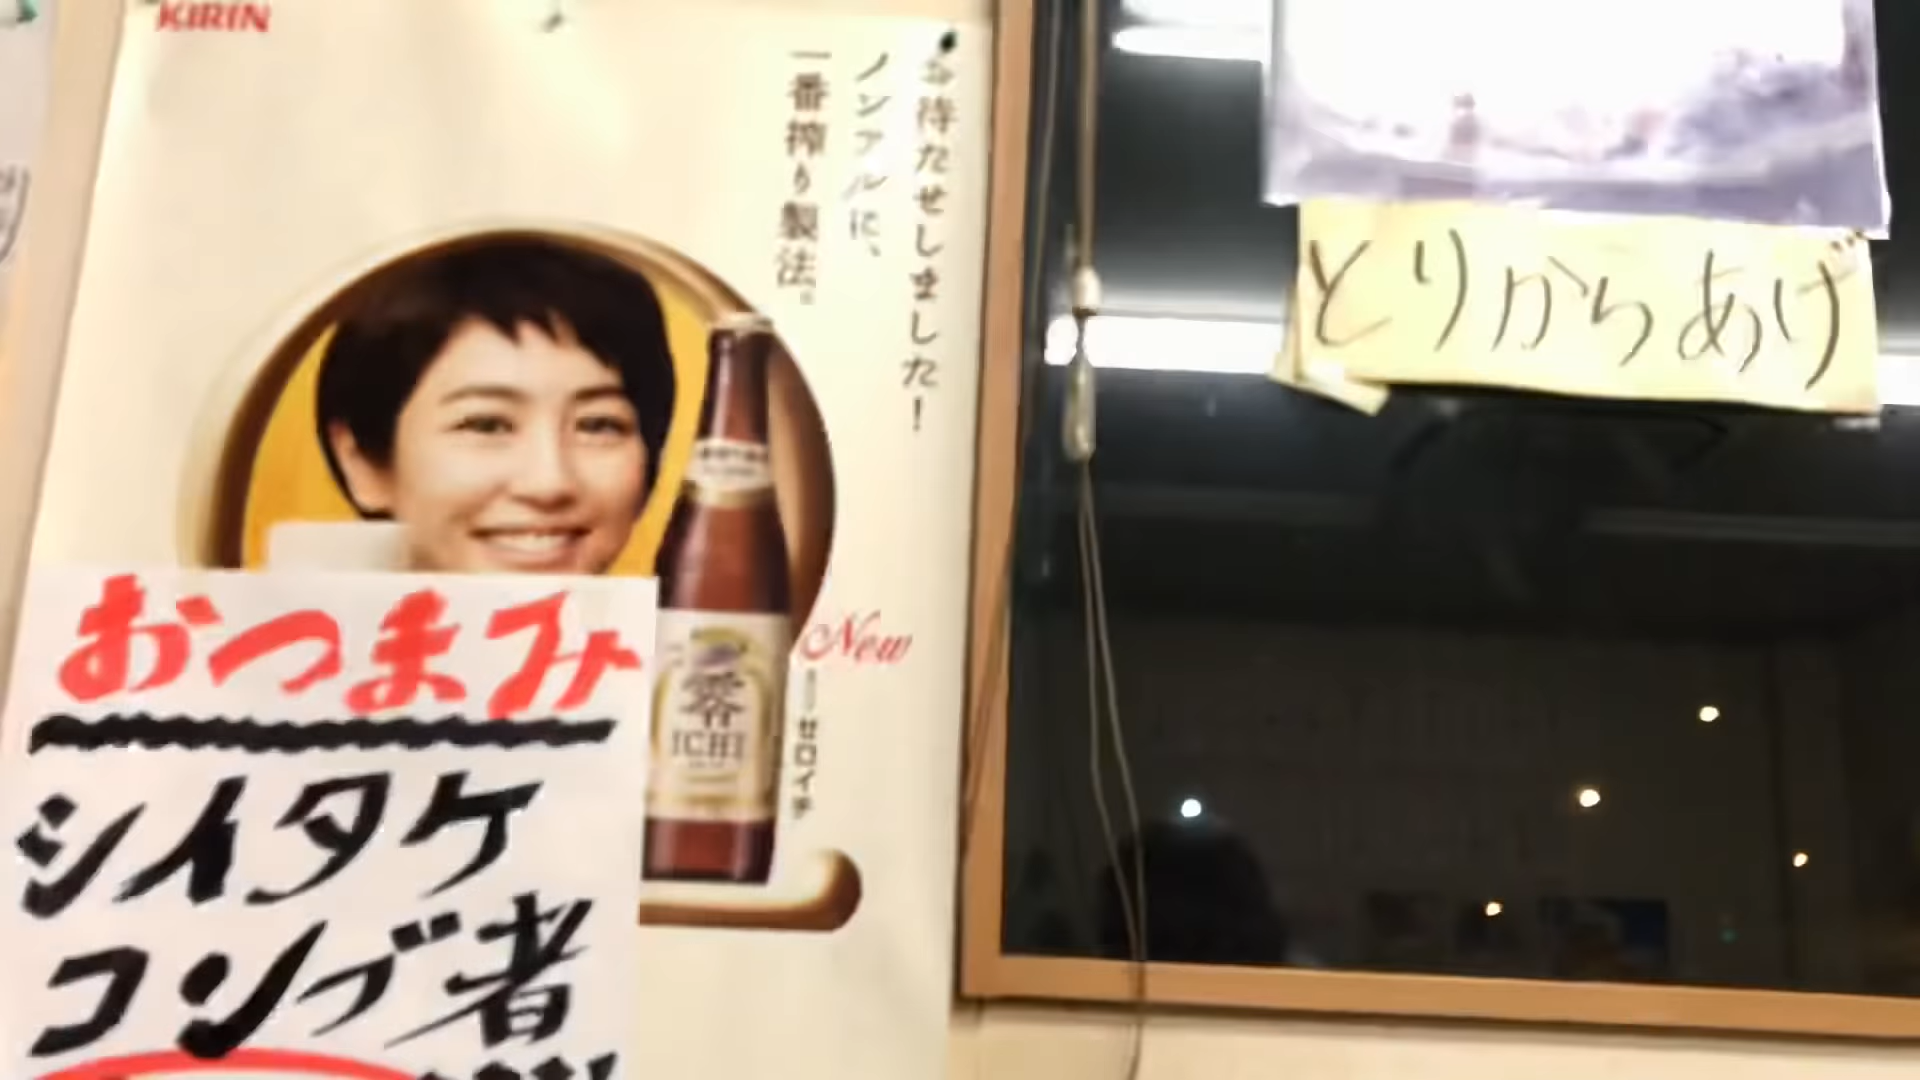 KIRIN
お待たせしました!
ノンアルに、
一番搾り製法。
New
零
ICHI
ゼロイチ
おつまみ
シイタケ
コンブ煮
とりからあげ